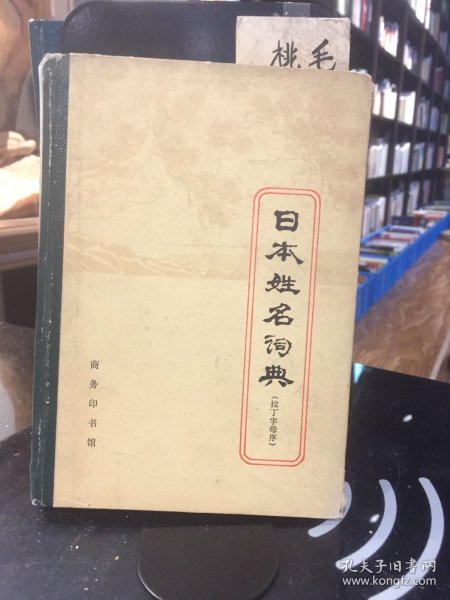 毛
桃
日本姓名词典
(拉丁字母序)
商务印书馆
孔夫子旧书网
www.kongfz.com